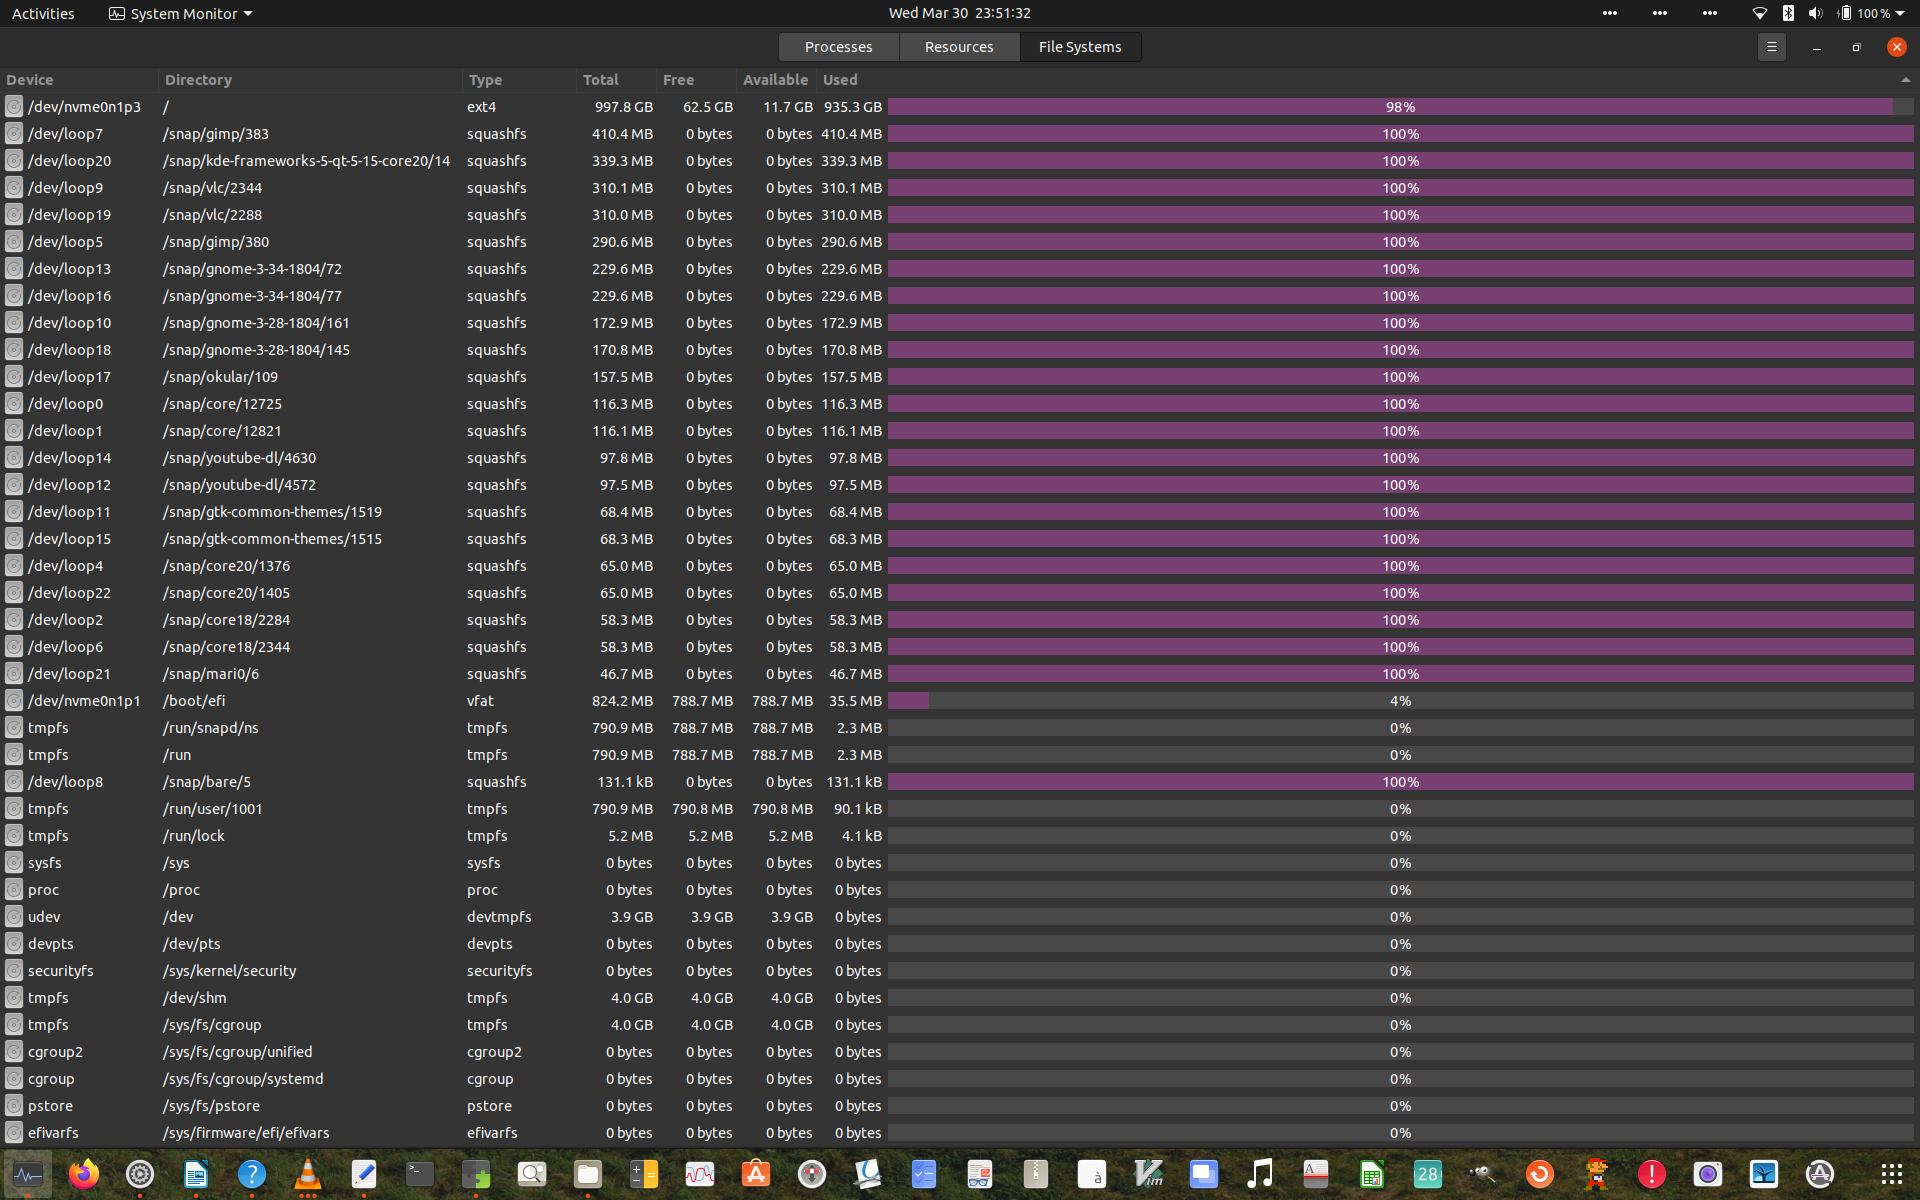 Activities System Monitor Wed Mar 30 23:51:32 100 %
Processes Resources File Systems
Device Directory Type Total Free Available Used
/dev/nvme0n1p3 / ext4 997.8 GB 62.5 GB 11.7 GB 935.3 GB 98%
/dev/loop7 /snap/gimp/383 squashfs 410.4 MB 0 bytes 0 bytes 410.4 MB 100%
/dev/loop20 /snap/kde-frameworks-5-qt-5-15-core20/14 squashfs 339.3 MB 0 bytes 0 bytes 339.3 MB 100%
/dev/loop9 /snap/vlc/2344 squashfs 310.1 MB 0 bytes 0 bytes 310.1 MB 100%
/dev/loop19 /snap/vlc/2288 squashfs 310.0 MB 0 bytes 0 bytes 310.0 MB 100%
/dev/loop5 /snap/gimp/380 squashfs 290.6 MB 0 bytes 0 bytes 290.6 MB 100%
/dev/loop13 /snap/gnome-3-34-1804/72 squashfs 229.6 MB 0 bytes 0 bytes 229.6 MB 100%
/dev/loop16 /snap/gnome-3-34-1804/77 squashfs 229.6 MB 0 bytes 0 bytes 229.6 MB 100%
/dev/loop10 /snap/gnome-3-28-1804/161 squashfs 172.9 MB 0 bytes 0 bytes 172.9 MB 100%
/dev/loop18 /snap/gnome-3-28-1804/145 squashfs 170.8 MB 0 bytes 0 bytes 170.8 MB 100%
/dev/loop17 /snap/okular/109 squashfs 157.5 MB 0 bytes 0 bytes 157.5 MB 100%
/dev/loop0 /snap/core/12725 squashfs 116.3 MB 0 bytes 0 bytes 116.3 MB 100%
/dev/loop1 /snap/core/12821 squashfs 116.1 MB 0 bytes 0 bytes 116.1 MB 100%
/dev/loop14 /snap/youtube-dl/4630 squashfs 97.8 MB 0 bytes 0 bytes 97.8 MB 100%
/dev/loop12 /snap/youtube-dl/4572 squashfs 97.5 MB 0 bytes 0 bytes 97.5 MB 100%
/dev/loop11 /snap/gtk-common-themes/1519 squashfs 68.4 MB 0 bytes 0 bytes 68.4 MB 100%
/dev/loop15 /snap/gtk-common-themes/1515 squashfs 68.3 MB 0 bytes 0 bytes 68.3 MB 100%
/dev/loop4 /snap/core20/1376 squashfs 65.0 MB 0 bytes 0 bytes 65.0 MB 100%
/dev/loop22 /snap/core20/1405 squashfs 65.0 MB 0 bytes 0 bytes 65.0 MB 100%
/dev/loop2 /snap/core18/2284 squashfs 58.3 MB 0 bytes 0 bytes 58.3 MB 100%
/dev/loop6 /snap/core18/2344 squashfs 58.3 MB 0 bytes 0 bytes 58.3 MB 100%
/dev/loop21 /snap/mari0/6 squashfs 46.7 MB 0 bytes 0 bytes 46.7 MB 100%
/dev/nvme0n1p1 /boot/efi vfat 824.2 MB 788.7 MB 788.7 MB 35.5 MB 4%
tmpfs /run/snapd/ns tmpfs 790.9 MB 788.7 MB 788.7 MB 2.3 MB 0%
tmpfs /run tmpfs 790.9 MB 788.7 MB 788.7 MB 2.3 MB 0%
/dev/loop8 /snap/bare/5 squashfs 131.1 kB 0 bytes 0 bytes 131.1 kB 100%
tmpfs /run/user/1001 tmpfs 790.9 MB 790.8 MB 790.8 MB 90.1 kB 0%
tmpfs /run/lock tmpfs 5.2 MB 5.2 MB 5.2 MB 4.1 kB 0%
sysfs /sys sysfs 0 bytes 0 bytes 0 bytes 0 bytes 0%
proc /proc proc 0 bytes 0 bytes 0 bytes 0 bytes 0%
udev /dev devtmpfs 3.9 GB 3.9 GB 3.9 GB 0 bytes 0%
devpts /dev/pts devpts 0 bytes 0 bytes 0 bytes 0 bytes 0%
securityfs /sys/kernel/security securityfs 0 bytes 0 bytes 0 bytes 0 bytes 0%
tmpfs /dev/shm tmpfs 4.0 GB 4.0 GB 4.0 GB 0 bytes 0%
tmpfs /sys/fs/cgroup tmpfs 4.0 GB 4.0 GB 4.0 GB 0 bytes 0%
cgroup2 /sys/fs/cgroup/unified cgroup2 0 bytes 0 bytes 0 bytes 0 bytes 0%
cgroup /sys/fs/cgroup/systemd cgroup 0 bytes 0 bytes 0 bytes 0 bytes 0%
pstore /sys/fs/pstore pstore 0 bytes 0 bytes 0 bytes 0 bytes 0%
efivarfs /sys/firmware/efi/efivars efivarfs 0 bytes 0 bytes 0 bytes 0 bytes 0%
? >_ à Vim A 28 !